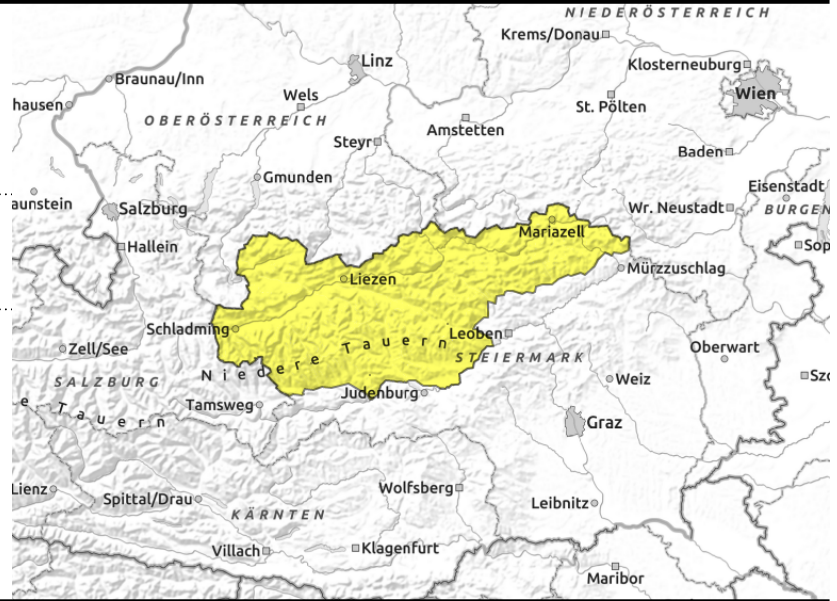 NIEDERÖSTERREICH
Krems/Donau
Linz
Klosterneuburg
Braunau/Inn
Wels
Wien
hausen
St. Pölten
OBERÖSTERREICH
Amstetten
Steyr
Baden
Gmunden
Eisenstadt
aunstein
Salzburg
Wr. Neustadt
BURGEN
Mariazell
Hallein
Sop
Mürzzuschlag
Liezen
Schladming
Leoben
Zell/See
Niedere Tauern
STEIERMARK
Oberwart
SALZBURG
Weiz
Szo
Judenburg
Tamsweg
e Tauern
Graz
Lienz
Wolfsberg
Spittal/Drau
Leibnitz
KÄRNTEN
Villach
Klagenfurt
Maribor